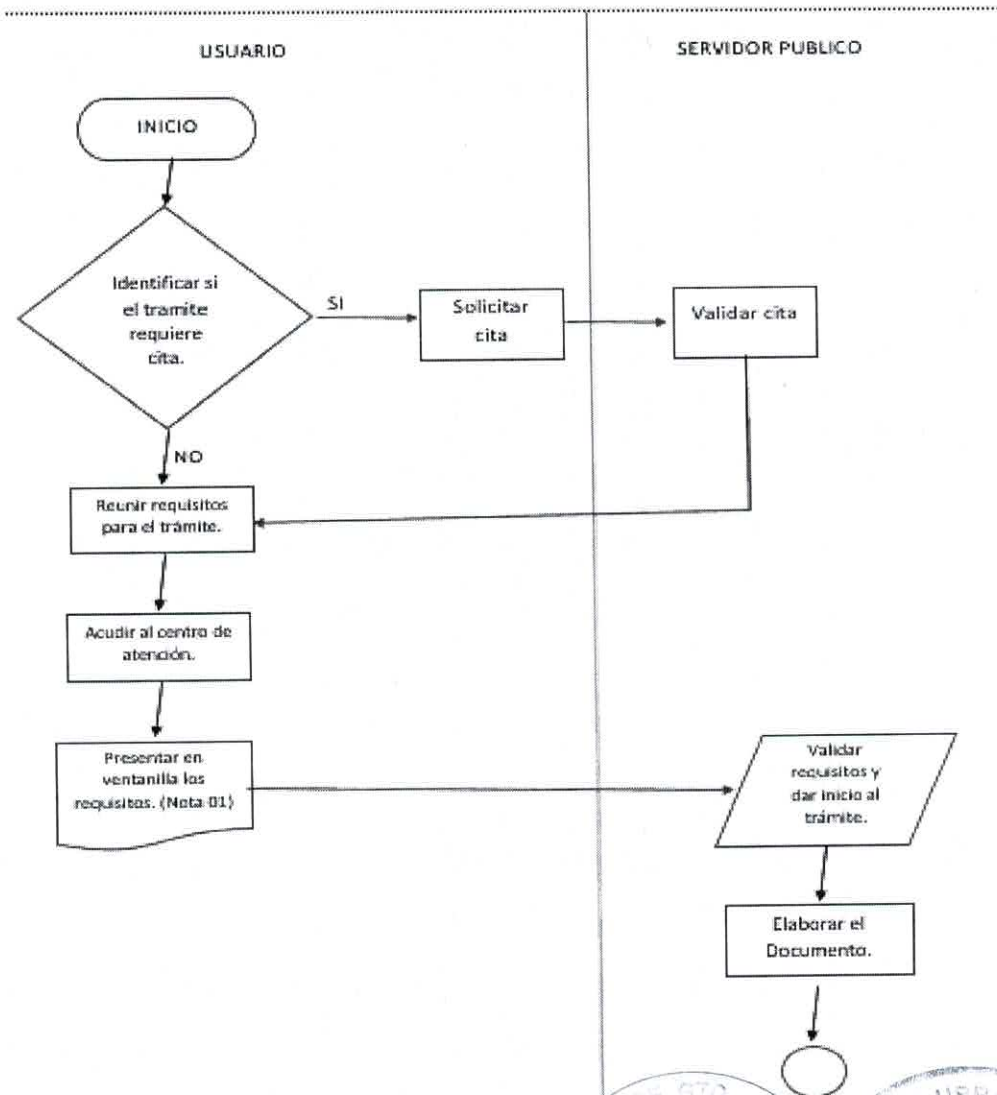 USUARIO
SERVIDOR PUBLICO
INICIO
Identificar si
el tramite
requiere
cita.
SI
Solicitar
cita
Validar cita
NO
Reunir requisitos
para el trámite.
Acudir al centro de
atención.
Presentar en
ventanilla los
requisitos. (Nota 01)
Validar
requisitos y
dar inicio al
trámite.
Elaborar el
Documento.